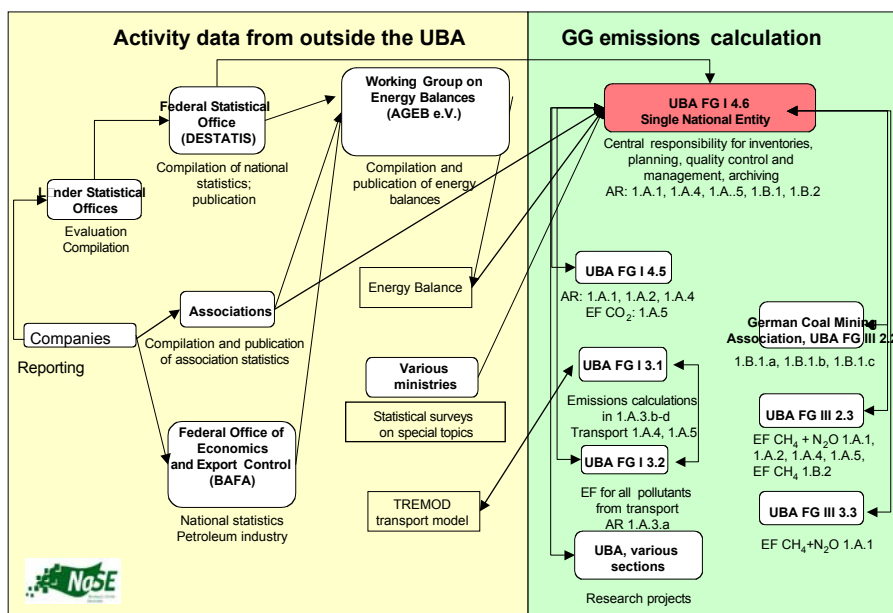 Activity data from outside the UBA
GG emissions calculation
Federal Statistical
Office
(DESTATIS)
Compilation of national
statistics;
publication
Working Group on
Energy Balances
(AGEB e.V.)
Compilation and
publication of energy
balances
Länder Statistical
Offices
Evaluation
Compilation
Energy Balance
Associations
Compilation and publication
of association statistics
Companies
Reporting
Various
ministries
Statistical surveys
on special topics
Federal Office of
Economics
and Export Control
(BAFA)
National statistics
Petroleum industry
TREMOD
transport model
NaSE
UBA FG I 4.6
Single National Entity
Central responsibility for inventories,
planning, quality control and
management, archiving
AR: 1.A.1, 1.A.4, 1.A..5, 1.B.1, 1.B.2
UBA FG I 4.5
AR: 1.A.1, 1.A.2, 1.A.4
EF CO2: 1.A.5
German Coal Mining
Association, UBA FG III 2.2
1.B.1.a, 1.B.1.b, 1.B.1.c
UBA FG I 3.1
Emissions calculations
in 1.A.3.b-d
Transport 1.A.4, 1.A.5
UBA FG III 2.3
EF CH4 + N2O 1.A.1,
1.A.2, 1.A.4, 1.A.5,
EF CH4 1.B.2
UBA FG I 3.2
EF for all pollutants
from transport
AR 1.A.3.a
UBA FG III 3.3
EF CH4+N2O 1.A.1
UBA, various
sections
Research projects